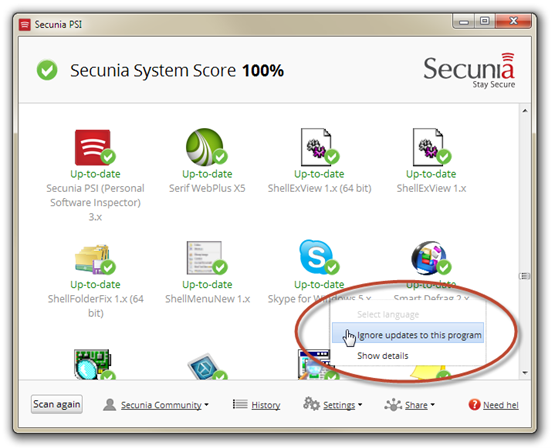 Secunia PSI
Secunia System Score 100%
Secunia
Stay Secure
Up-to-date
Secunia PSI (Personal
Software Inspector)
3.x
Up-to-date
Serif WebPlus X5
Up-to-date
ShellExView 1.x (64 bit)
Up-to-date
ShellExView 1.x
Up-to-date
ShellFolderFix 1.x (64
bit)
Up-to-date
ShellMenuNew 1.x
Up-to-date
Skype for Windows 5.x
Up-to-date
Smart Defrag 2.x
Select language
Ignore updates to this program
Show details
Scan again
Secunia Community
History
Settings
Share
Need hel